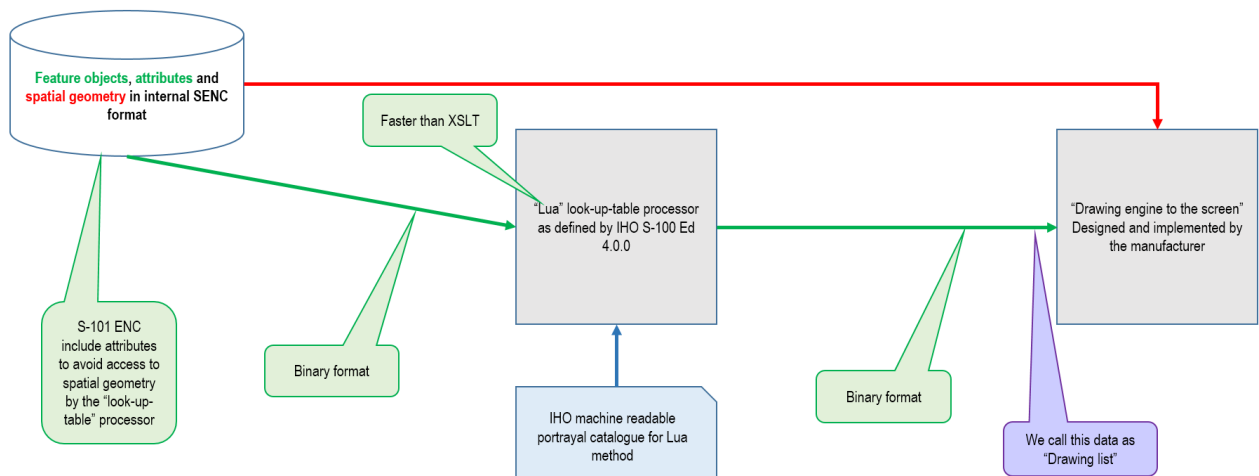 Feature objects, attributes and
spatial geometry in internal SENC
format
Faster than XSLT
"Lua" look-up-table processor
as defined by IHO S-100 Ed
4.0.0
"Drawing engine to the screen"
Designed and implemented by
the manufacturer
S-101 ENC
include attributes
to avoid access to
spatial geometry
by the "look-up-
table" processor
Binary format
Binary format
IHO machine readable
portrayal catalogue for Lua
method
We call this data as
"Drawing list"